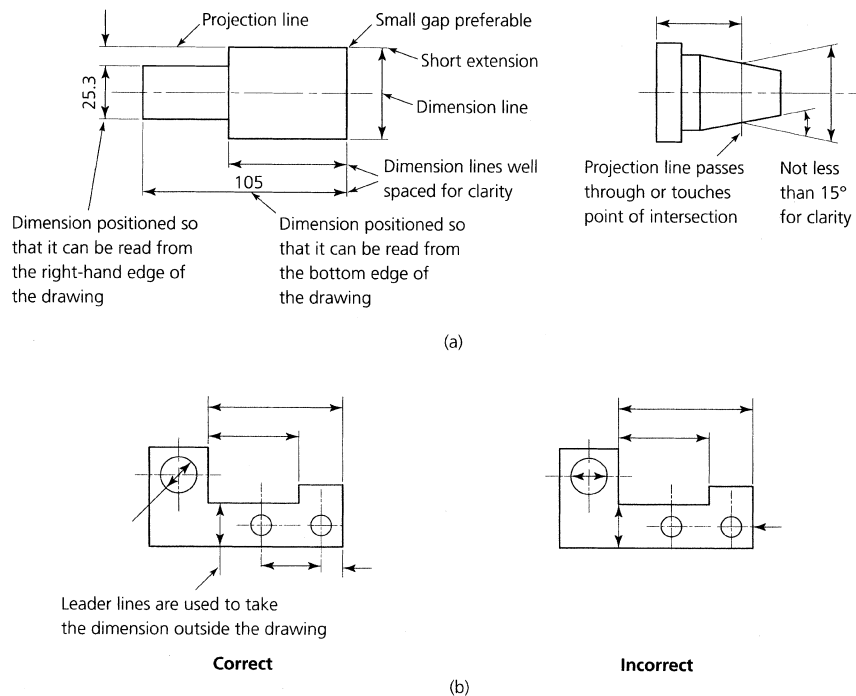 Projection line
Small gap preferable
Short extension
25.3
Dimension line
Dimension lines well
spaced for clarity
105
Dimension positioned so
that it can be read from
the right-hand edge of
the drawing
Dimension positioned so
that it can be read from
the bottom edge of
the drawing
Projection line passes
through or touches
point of intersection
Not less
than 15°
for clarity
(a)
Leader lines are used to take
the dimension outside the drawing
Correct
Incorrect
(b)